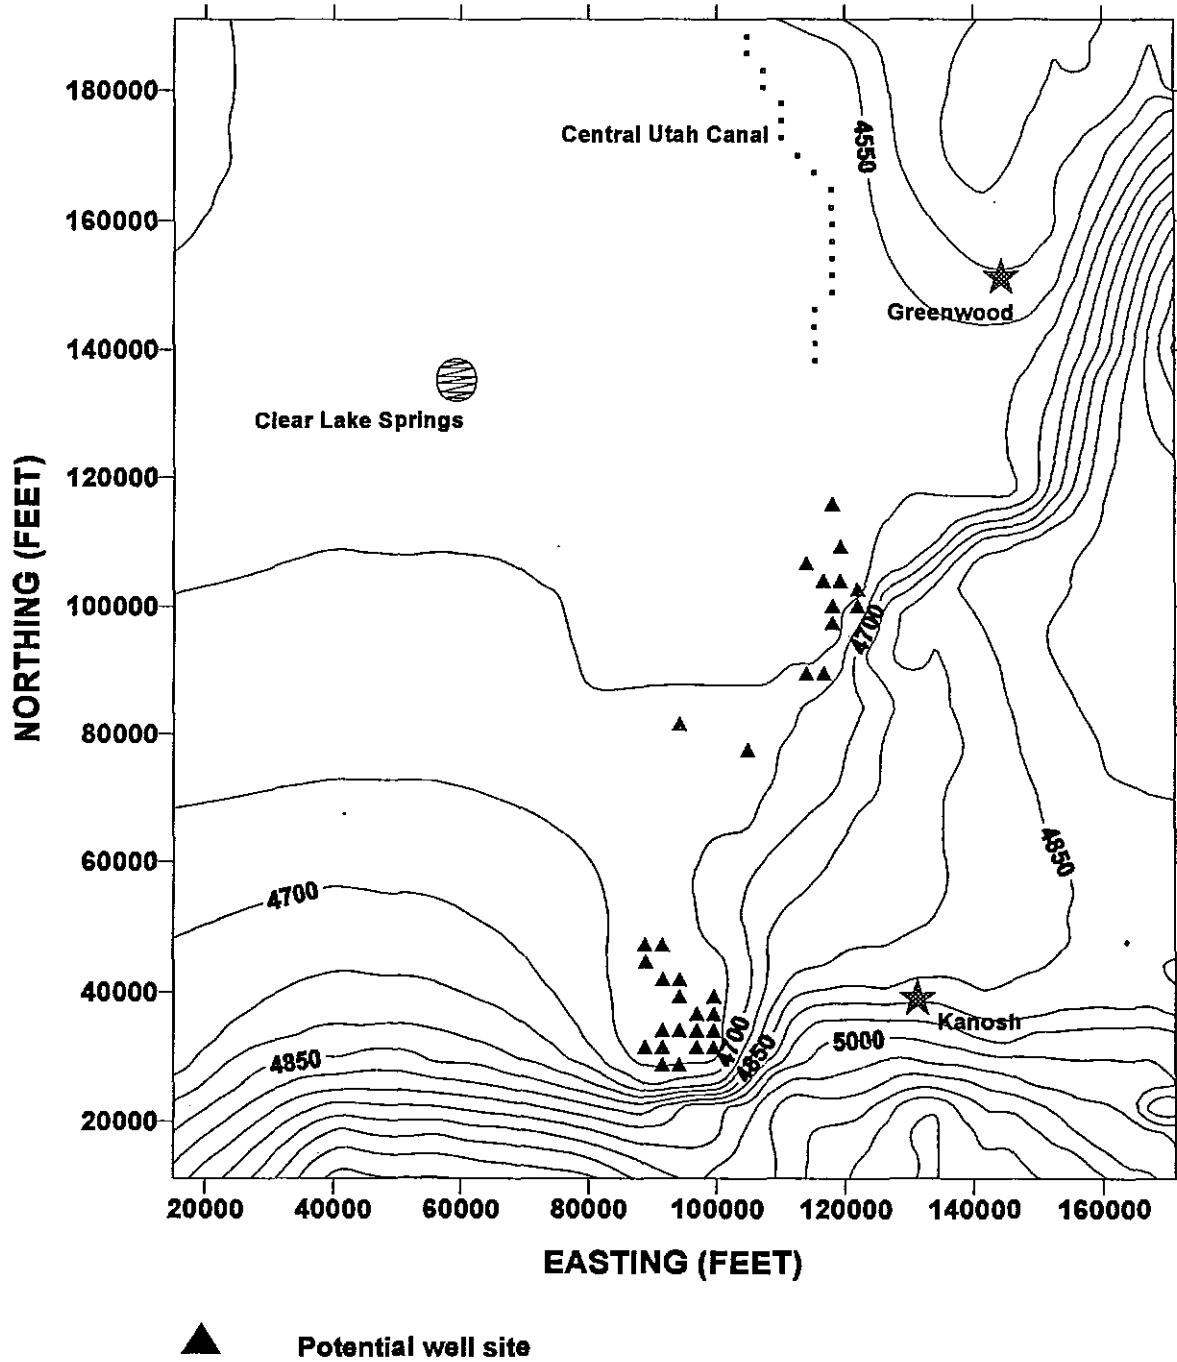 180000
Central Utah Canal
4550
160000
Greenwood
140000
Clear Lake Springs
120000
NORTHING (FEET)
100000
4700
80000
4850
60000
4700
40000
Kanosh
4700
5000
4850
4850
20000
20000 40000 60000 80000 100000 120000 140000 160000
EASTING (FEET)
Potential well site